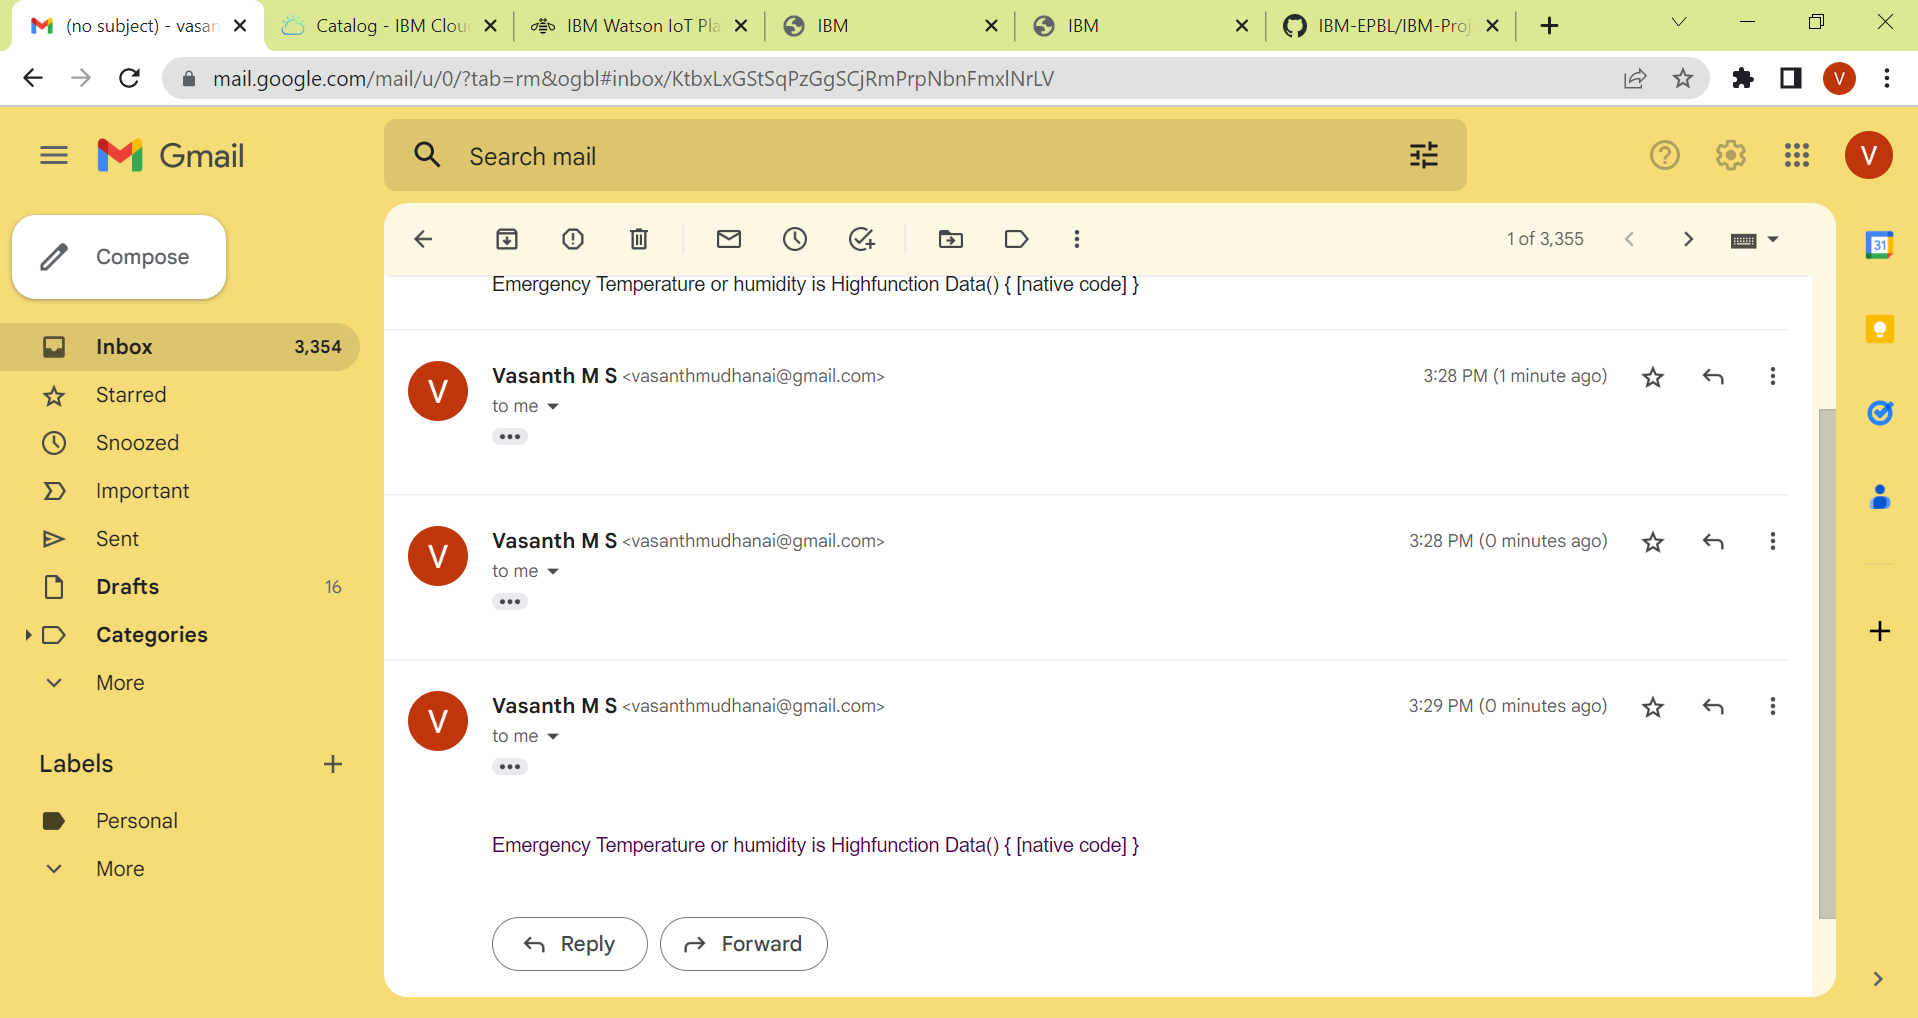 (no subject) - vasan
Catalog - IBM Clou
IBM Watson IoT Pla
IBM
IBM
IBM-EPBL/IBM-Proj
mail.google.com/mail/u/0/?tab=rm&ogbl#inbox/KtbxLxGStSqPzGgSCjRmPrpNbnFmxlNrLV
V
Gmail
Search mail
V
Compose
1 of 3,355
31
Emergency Temperature or humidity is Highfunction Data() { [native code] }
Inbox 3,354
Starred
Snoozed
Important
Sent
Drafts 16
Categories
More
Labels
Personal
More
V
Vasanth M S <vasanthmudhanai@gmail.com> 3:28 PM (1 minute ago)
to me
V
Vasanth M S <vasanthmudhanai@gmail.com> 3:28 PM (0 minutes ago)
to me
V
Vasanth M S <vasanthmudhanai@gmail.com> 3:29 PM (0 minutes ago)
to me
Emergency Temperature or humidity is Highfunction Data() { [native code] }
Reply
Forward